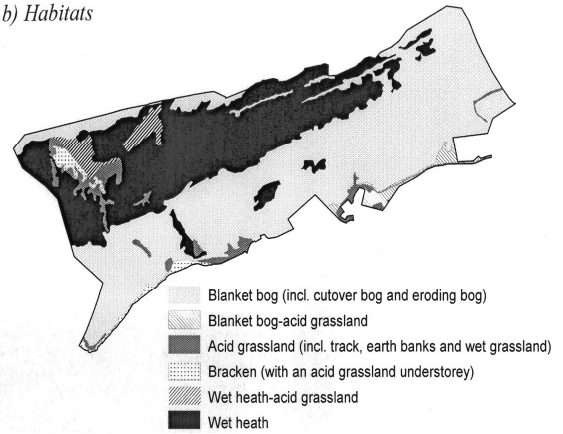 b) Habitats
Blanket bog (incl. cutover bog and eroding bog)
Blanket bog-acid grassland
Acid grassland (incl. track, earth banks and wet grassland)
Bracken (with an acid grassland understorey)
Wet heath-acid grassland
Wet heath